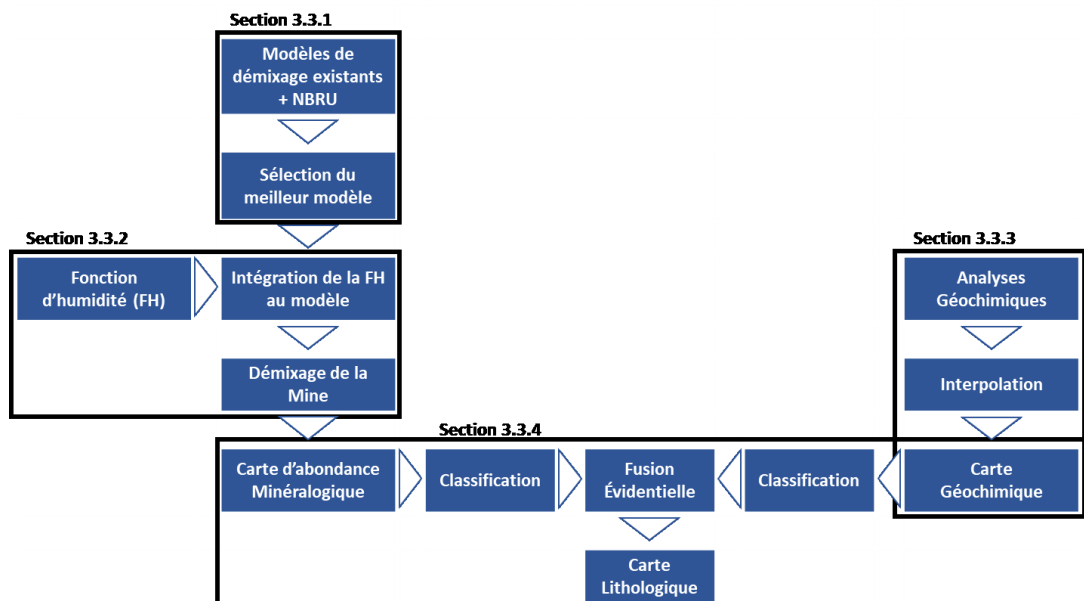 Section 3.3.1
Modèles de
démixage existants
+ NBRU
Sélection du
meilleur modèle
Section 3.3.2
Fonction
d'humidité (FH)
Intégration de la FH
au modèle
Démixage de la
Mine
Section 3.3.3
Analyses
Géochimiques
Interpolation
Section 3.3.4
Carte d'abondance
Minéralogique
Classification
Fusion
Évidentielle
Classification
Carte
Géochimique
Carte
Lithologique